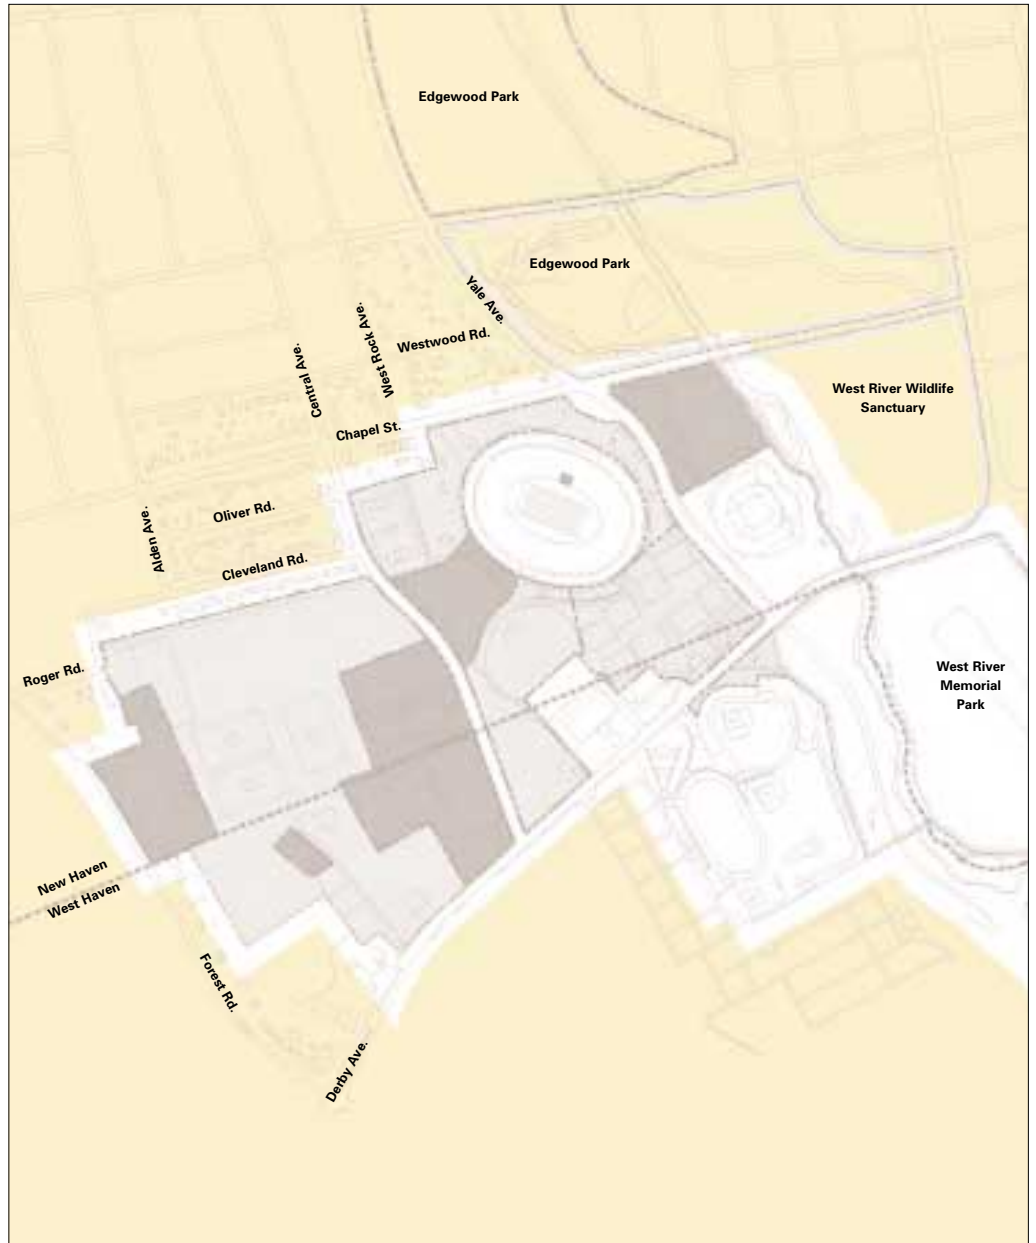 Edgewood Park
Edgewood Park
Yale Ave.
West Rock Ave.
Westwood Rd.
Central Ave.
West River Wildlife
Sanctuary
Chapel St.
Oliver Rd.
Alden Ave.
Cleveland Rd.
Roger Rd.
West River
Memorial
Park
New Haven
West Haven
Forest Rd.
Derby Ave.